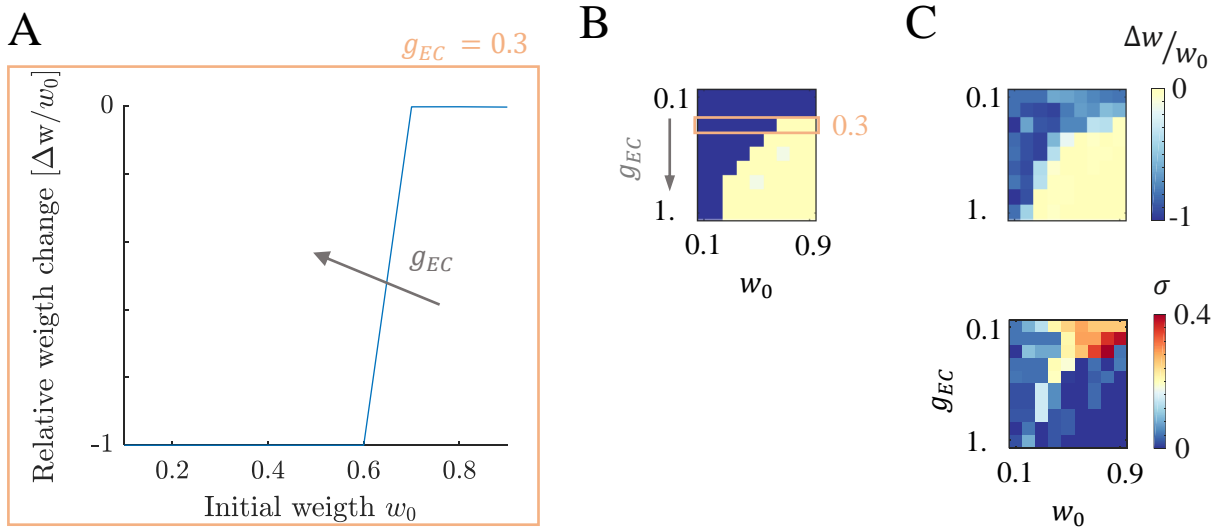 A
g_EC = 0.3
Relative weigth change [Δw/w_0]
0
-1
g_EC
0.2
0.4
0.6
0.8
Initial weigth w_0
B
0.1
g_EC
1.
0.3
0.1
0.9
w_0
C
Δw/w_0
0.1
1.
0
-1
σ
0.1
g_EC
1.
0.4
0
0.1
0.9
w_0